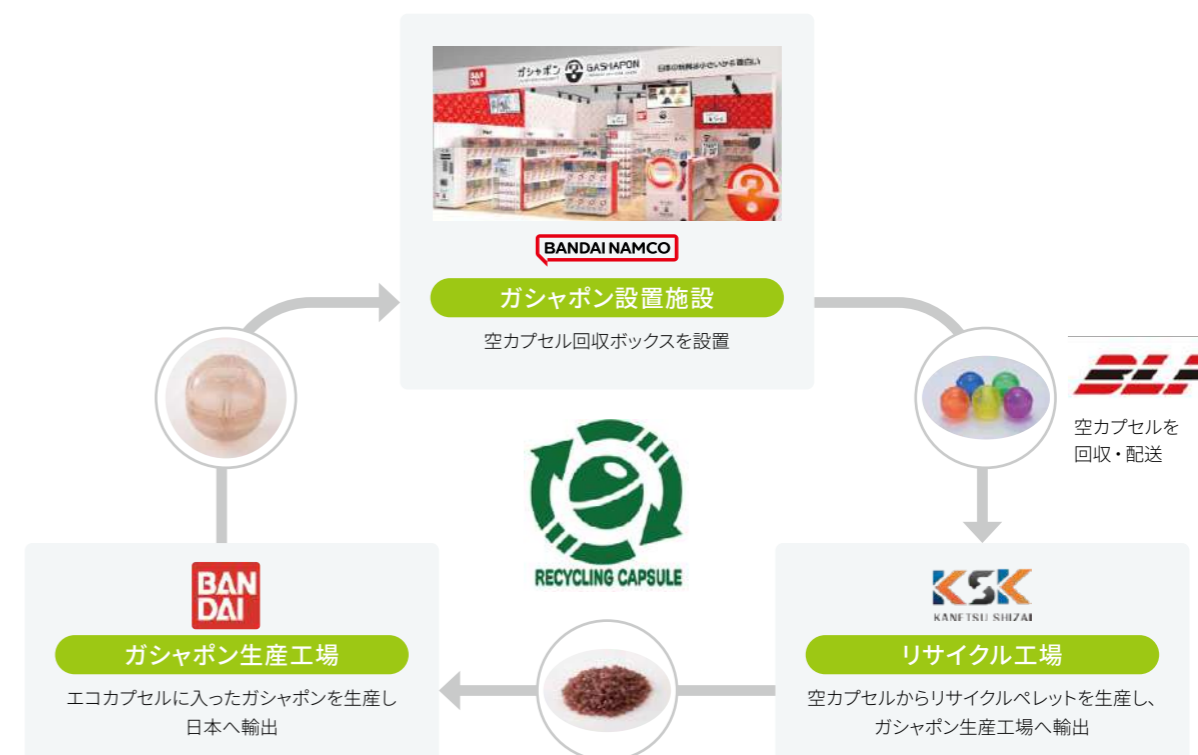 BAN
DAI
ガシャポン
GASHAPON
BANDAI NAMCO
ガシャポン設置施設
空カプセル回収ボックスを設置
空カプセルを
回収・配送
RECYCLING CAPSULE
BAN
DAI
ガシャポン生産工場
エコカプセルに入ったガシャポンを生産し
日本へ輸出
KSK
KANETSU SHIZAI
リサイクル工場
空カプセルからリサイクルペレットを生産し、
ガシャポン生産工場へ輸出